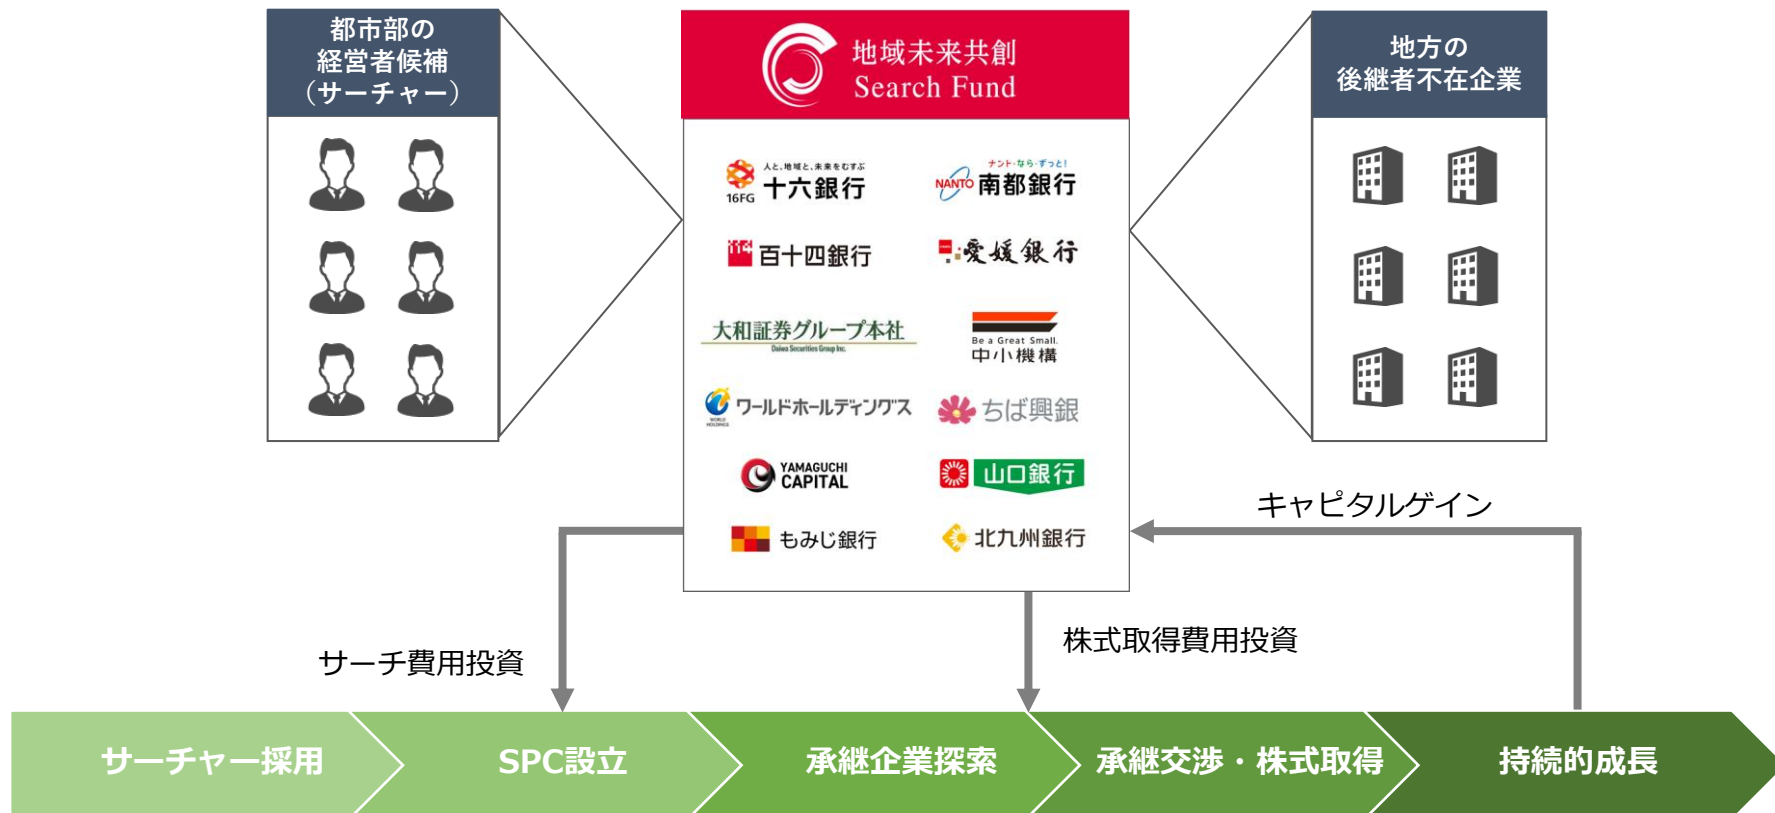 都市部の
経営者候補
（サーチャー）
地域未来共創
Search Fund
地方の
後継者不在企業
人と、地域と、未来をむすぶ
16FG
十六銀行
ナント・なら・ずっと!
NANTO
南都銀行
114
百十四銀行
愛媛銀行
大和証券グループ本社
Daiwa Securities Group Inc.
Be a Great Small.
中小機構
WORLD
HOLDINGS
ワールドホールディングス
ちば興銀
YAMAGUCHI
CAPITAL
山口銀行
もみじ銀行
北九州銀行
キャピタルゲイン
サーチ費用投資
株式取得費用投資
サーチャー採用
SPC設立
承継企業探索
承継交渉・株式取得
持続的成長